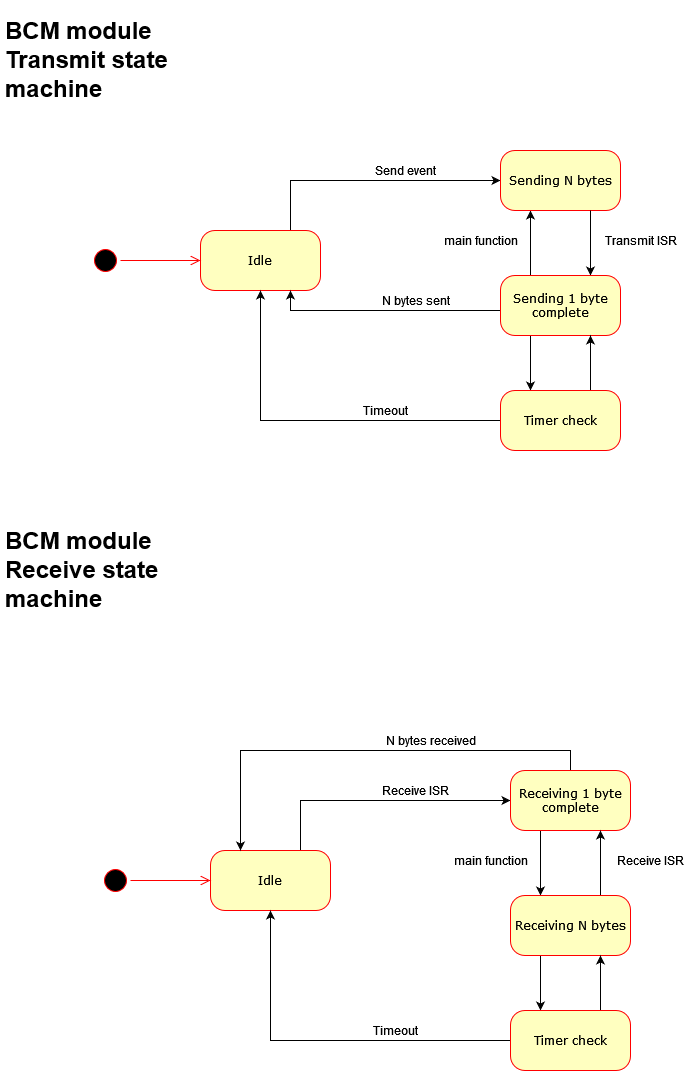 BCM module
Transmit state
machine
Send event
Sending N bytes
main function
Transmit ISR
Idle
N bytes sent
Sending 1 byte
complete
Timeout
Timer check
BCM module
Receive state
machine
N bytes received
Receive ISR
Receiving 1 byte
complete
main function
Receive ISR
Idle
Receiving N bytes
Timeout
Timer check